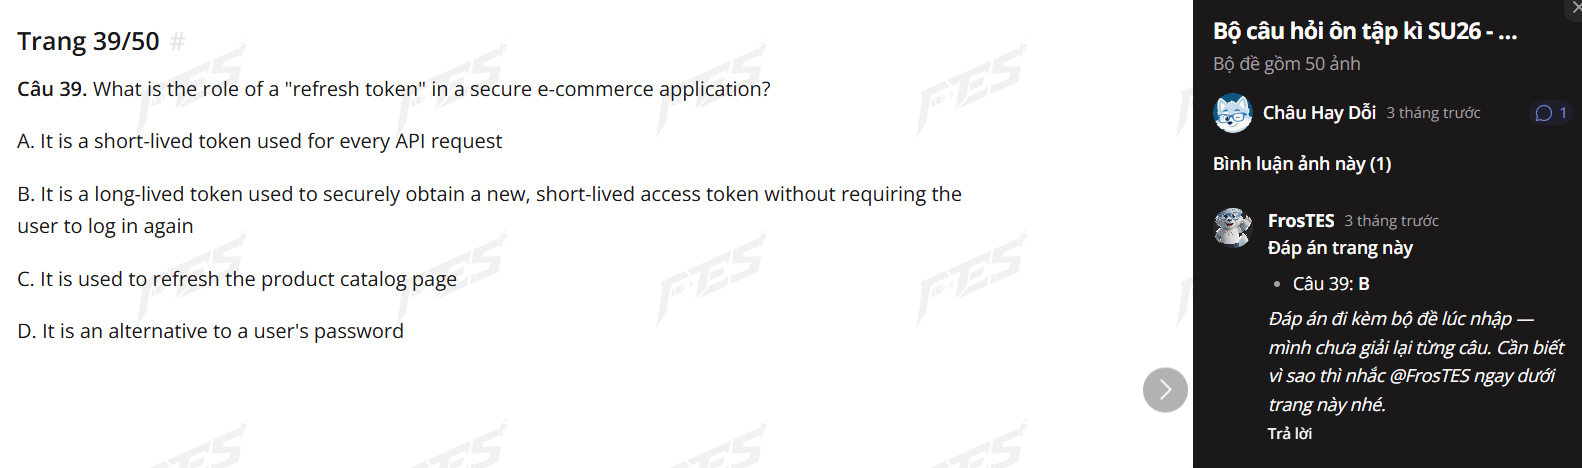 Trang 39/50 #
Câu 39. What is the role of a "refresh token" in a secure e-commerce application?
A. It is a short-lived token used for every API request
B. It is a long-lived token used to securely obtain a new, short-lived access token without requiring the
user to log in again
C. It is used to refresh the product catalog page
D. It is an alternative to a user's password
Bộ câu hỏi ôn tập kì SU26 - ...
Bộ đề gồm 50 ảnh
Châu Hay Dỗi 3 tháng trước 1
Bình luận ảnh này (1)
FrosTES 3 tháng trước
Đáp án trang này
• Câu 39: B
Đáp án đi kèm bộ đề lúc nhập —
mình chưa giải lại từng câu. Cần biết
vì sao thì nhắc @FrosTES ngay dưới
trang này nhé.
Trả lời
FTES